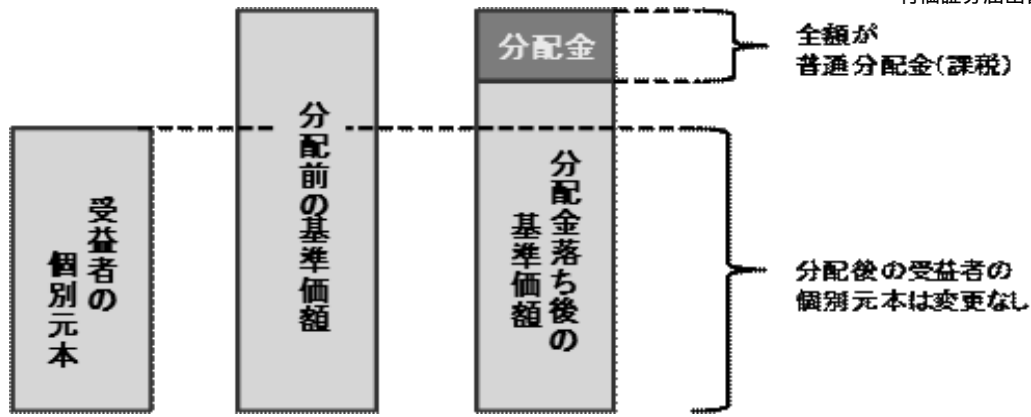 分配金
全額が
普通分配金(課税)
受益者の
個別元本
分配前の基準価額
分配金落ち後の
基準価額
分配後の受益者の
個別元本は変更なし